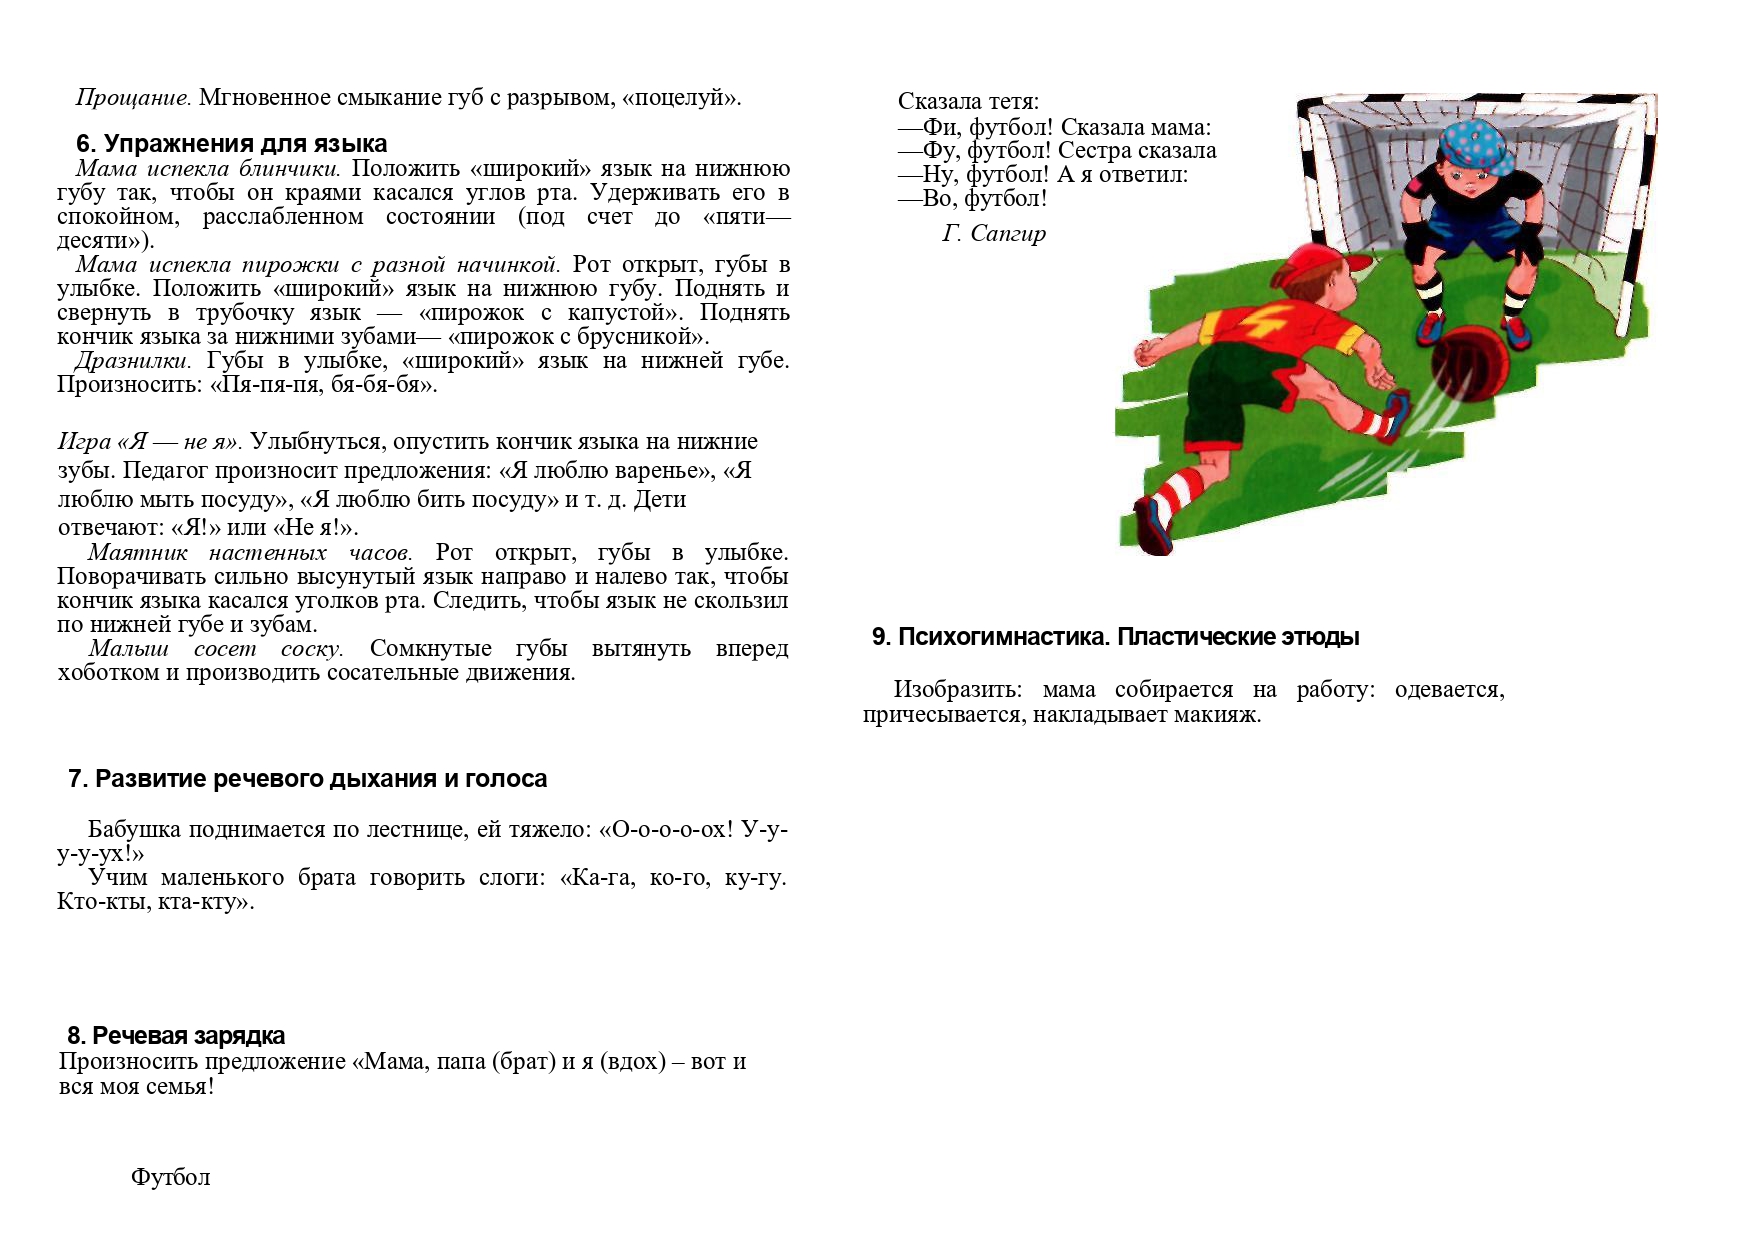 Прощание. Мгновенное смыкание губ с разрывом, «поцелуй».
6. Упражнения для языка
Мама испекла блинчики. Положить «широкий» язык на нижнюю
губу так, чтобы он краями касался углов рта. Удерживать его в
спокойном, расслабленном состоянии (под счет до «пяти—
десяти»).
Мама испекла пирожки с разной начинкой. Рот открыт, губы в
улыбке. Положить «широкий» язык на нижнюю губу. Поднять и
свернуть в трубочку язык — «пирожок с капустой». Поднять
кончик языка за нижними зубами— «пирожок с брусникой».
Дразнилки. Губы в улыбке, «широкий» язык на нижней губе.
Произносить: «Пя-пя-пя, бя-бя-бя».
Игра «Я — не я». Улыбнуться, опустить кончик языка на нижние
зубы. Педагог произносит предложения: «Я люблю варенье», «Я
люблю мыть посуду», «Я люблю бить посуду» и т. д. Дети
отвечают: «Я!» или «Не я!».
Маятник настенных часов. Рот открыт, губы в улыбке.
Поворачивать сильно высунутый язык направо и налево так, чтобы
кончик языка касался уголков рта. Следить, чтобы язык не скользил
по нижней губе и зубам.
Малыш сосет соску. Сомкнутые губы вытянуть вперед
хоботком и производить сосательные движения.
7. Развитие речевого дыхания и голоса
Бабушка поднимается по лестнице, ей тяжело: «О-о-о-о-ох! У-у-
у-у-ух!»
Учим маленького брата говорить слоги: «Ка-га, ко-го, ку-гу.
Кто-кты, кта-кту».
8. Речевая зарядка
Произносить предложение «Мама, папа (брат) и я (вдох) – вот и
вся моя семья!
Футбол
Сказала тетя:
—Фи, футбол! Сказала мама:
—Фу, футбол! Сестра сказала
—Ну, футбол! А я ответил:
—Во, футбол!
Г. Сапгир
9. Психогимнастика. Пластические этюды
Изобразить: мама собирается на работу: одевается,
причесывается, накладывает макияж.